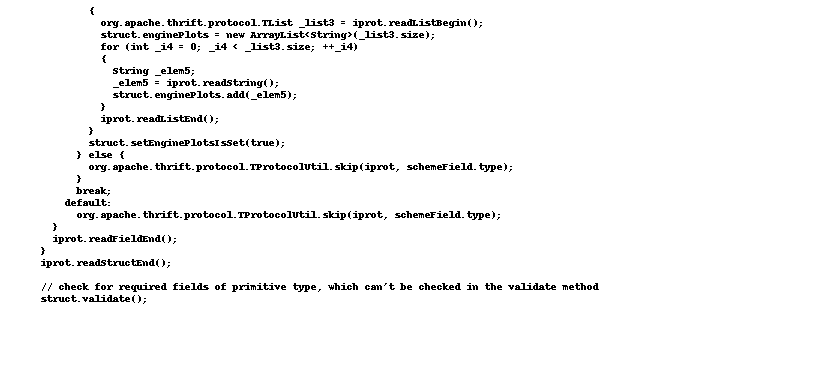 {
org.apache.thrift.protocol.TList _list3 = iprot.readListBegin();
struct.enginePlots = new ArrayList<String>(_list3.size);
for (int _i4 = 0; _i4 < _list3.size; ++_i4)
{
String _elem5;
_elem5 = iprot.readString();
struct.enginePlots.add(_elem5);
}
iprot.readListEnd();
}
struct.setEnginePlotsIsSet(true);
} else {
org.apache.thrift.protocol.TProtocolUtil.skip(iprot, schemeField.type);
}
break;
default:
org.apache.thrift.protocol.TProtocolUtil.skip(iprot, schemeField.type);
}
iprot.readFieldEnd();
}
iprot.readStructEnd();
// check for required fields of primitive type, which can't be checked in the validate method
struct.validate();